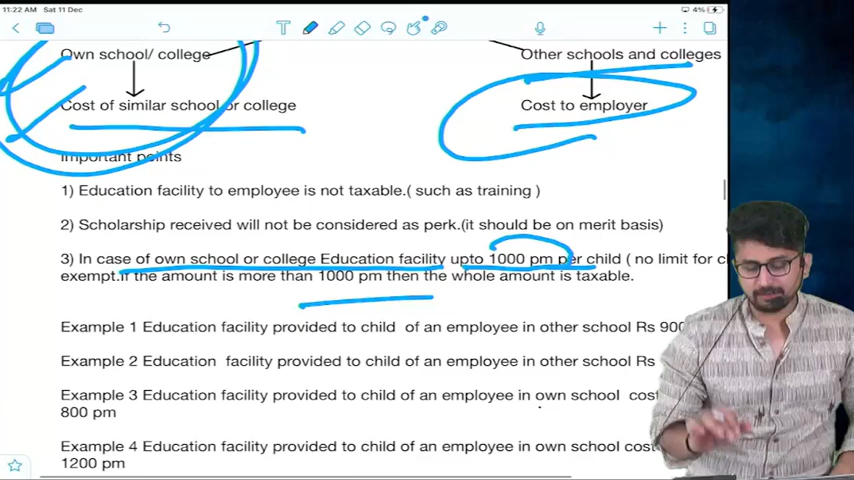 11:22 AM Sat 11 Dec
4%
T
Own school/ college
Other schools and colleges
Cost of similar school or college
Cost to employer
Important points
1) Education facility to employee is not taxable.( such as training )
2) Scholarship received will not be considered as perk.(it should be on merit basis)
3) In case of own school or college Education facility upto 1000 pm per child ( no limit for
exempt.If the amount is more than 1000 pm then the whole amount is taxable.
Example 1 Education facility provided to child of an employee in other school Rs 900
Example 2 Education facility provided to child of an employee in other school Rs
Example 3 Education facility provided to child of an employee in own school cost
800 pm
Example 4 Education facility provided to child of an employee in own school cost
1200 pm